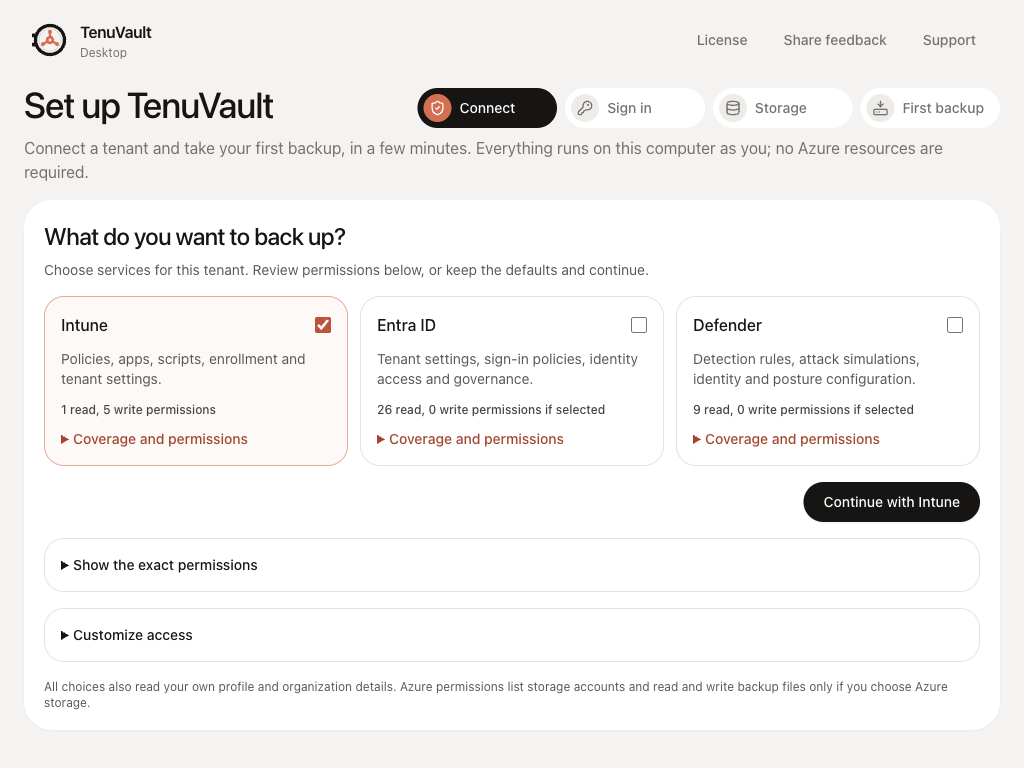 TenuVault
Desktop
License
Share feedback
Support
Set up TenuVault
Connect
Sign in
Storage
First backup
Connect a tenant and take your first backup, in a few minutes. Everything runs on this computer as you; no Azure resources are
required.
What do you want to back up?
Choose services for this tenant. Review permissions below, or keep the defaults and continue.
Intune
Policies, apps, scripts, enrollment and
tenant settings.
1 read, 5 write permissions
Coverage and permissions
Entra ID
Tenant settings, sign-in policies, identity
access and governance.
26 read, 0 write permissions if selected
Coverage and permissions
Defender
Detection rules, attack simulations,
identity and posture configuration.
9 read, 0 write permissions if selected
Coverage and permissions
Continue with Intune
Show the exact permissions
Customize access
All choices also read your own profile and organization details. Azure permissions list storage accounts and read and write backup files only if you choose Azure
storage.